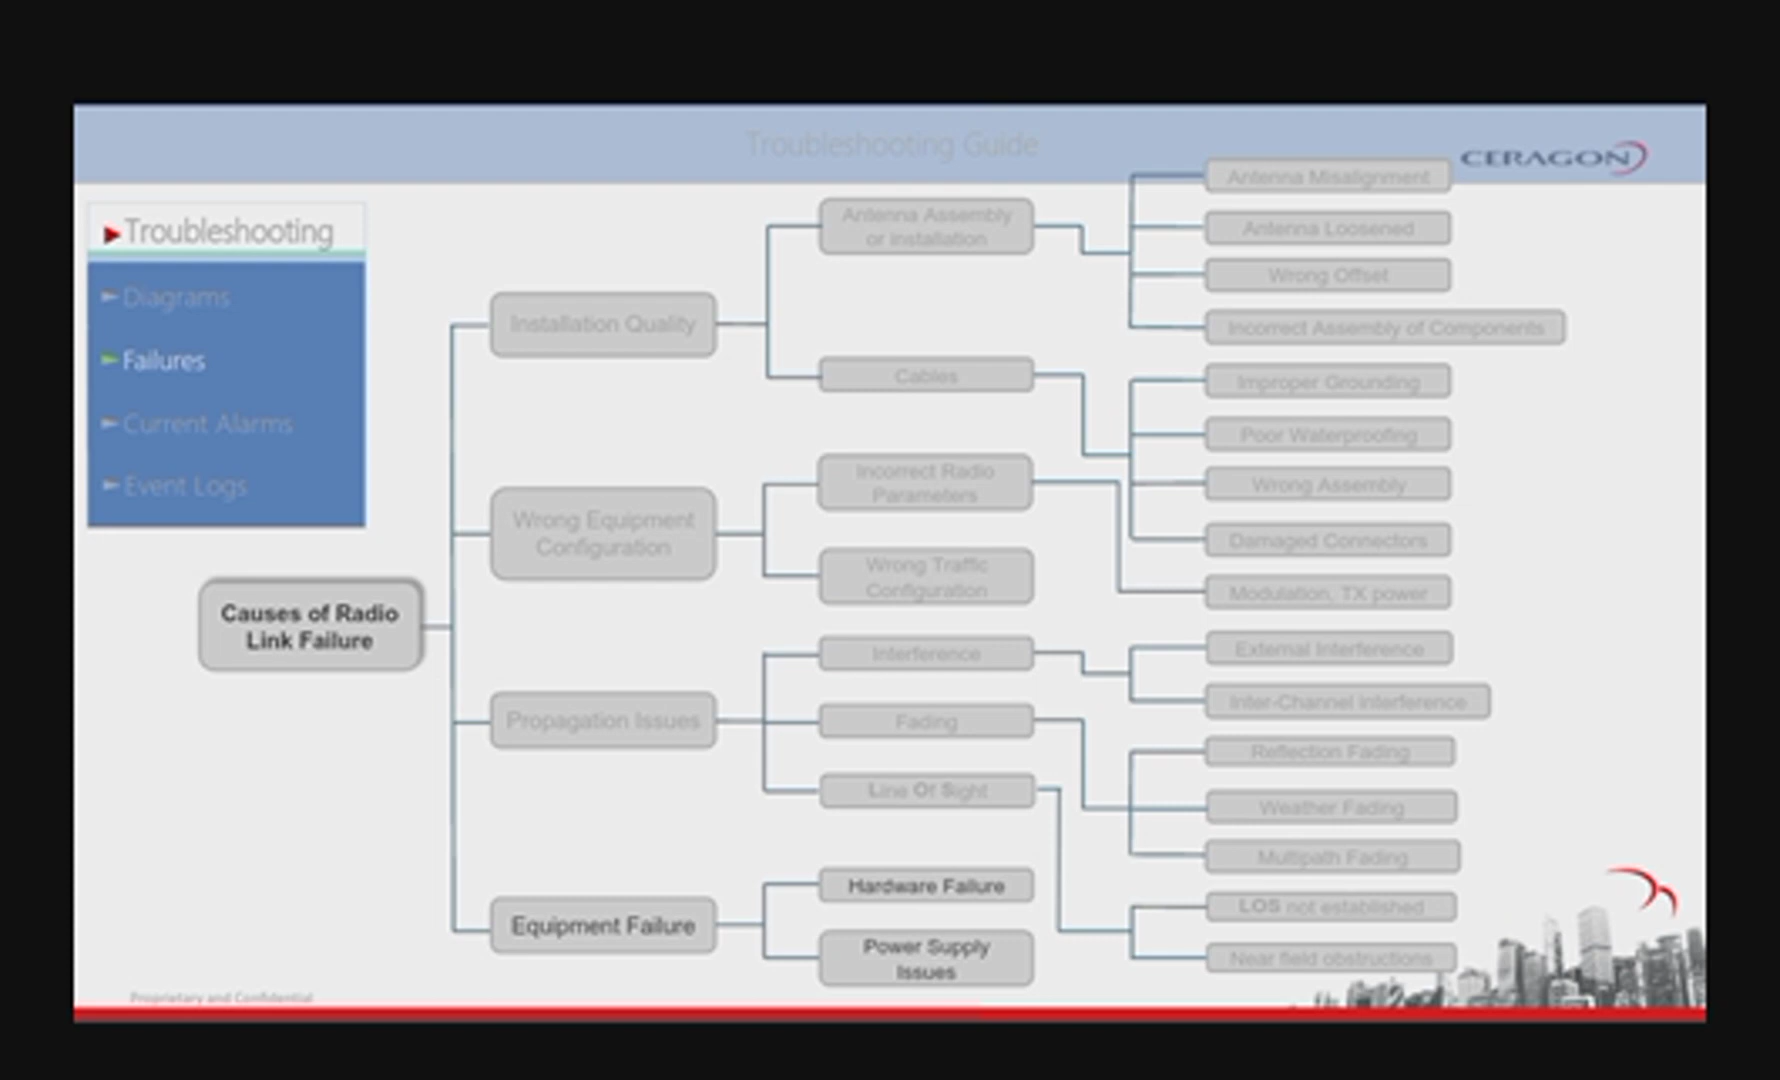 Troubleshooting Guide
CERAGON
Troubleshooting
Diagrams
Failures
Current Alarms
Event Logs
Causes of Radio
Link Failure
Installation Quality
Wrong Equipment
Configuration
Propagation Issues
Equipment Failure
Antenna Assembly
or installation
Cables
Incorrect Radio
Parameters
Wrong Traffic
Configuration
Interference
Fading
Line Of Sight
Hardware Failure
Power Supply
Issues
Antenna Misalignment
Antenna Loosened
Wrong Offset
Incorrect Assembly of Components
Improper Grounding
Poor Waterproofing
Wrong Assembly
Damaged Connectors
Modulation, TX power
External Interference
Inter-Channel Interference
Reflection Fading
Weather Fading
Multipath Fading
LOS not established
Near field obstructions
Proprietary and Confidential